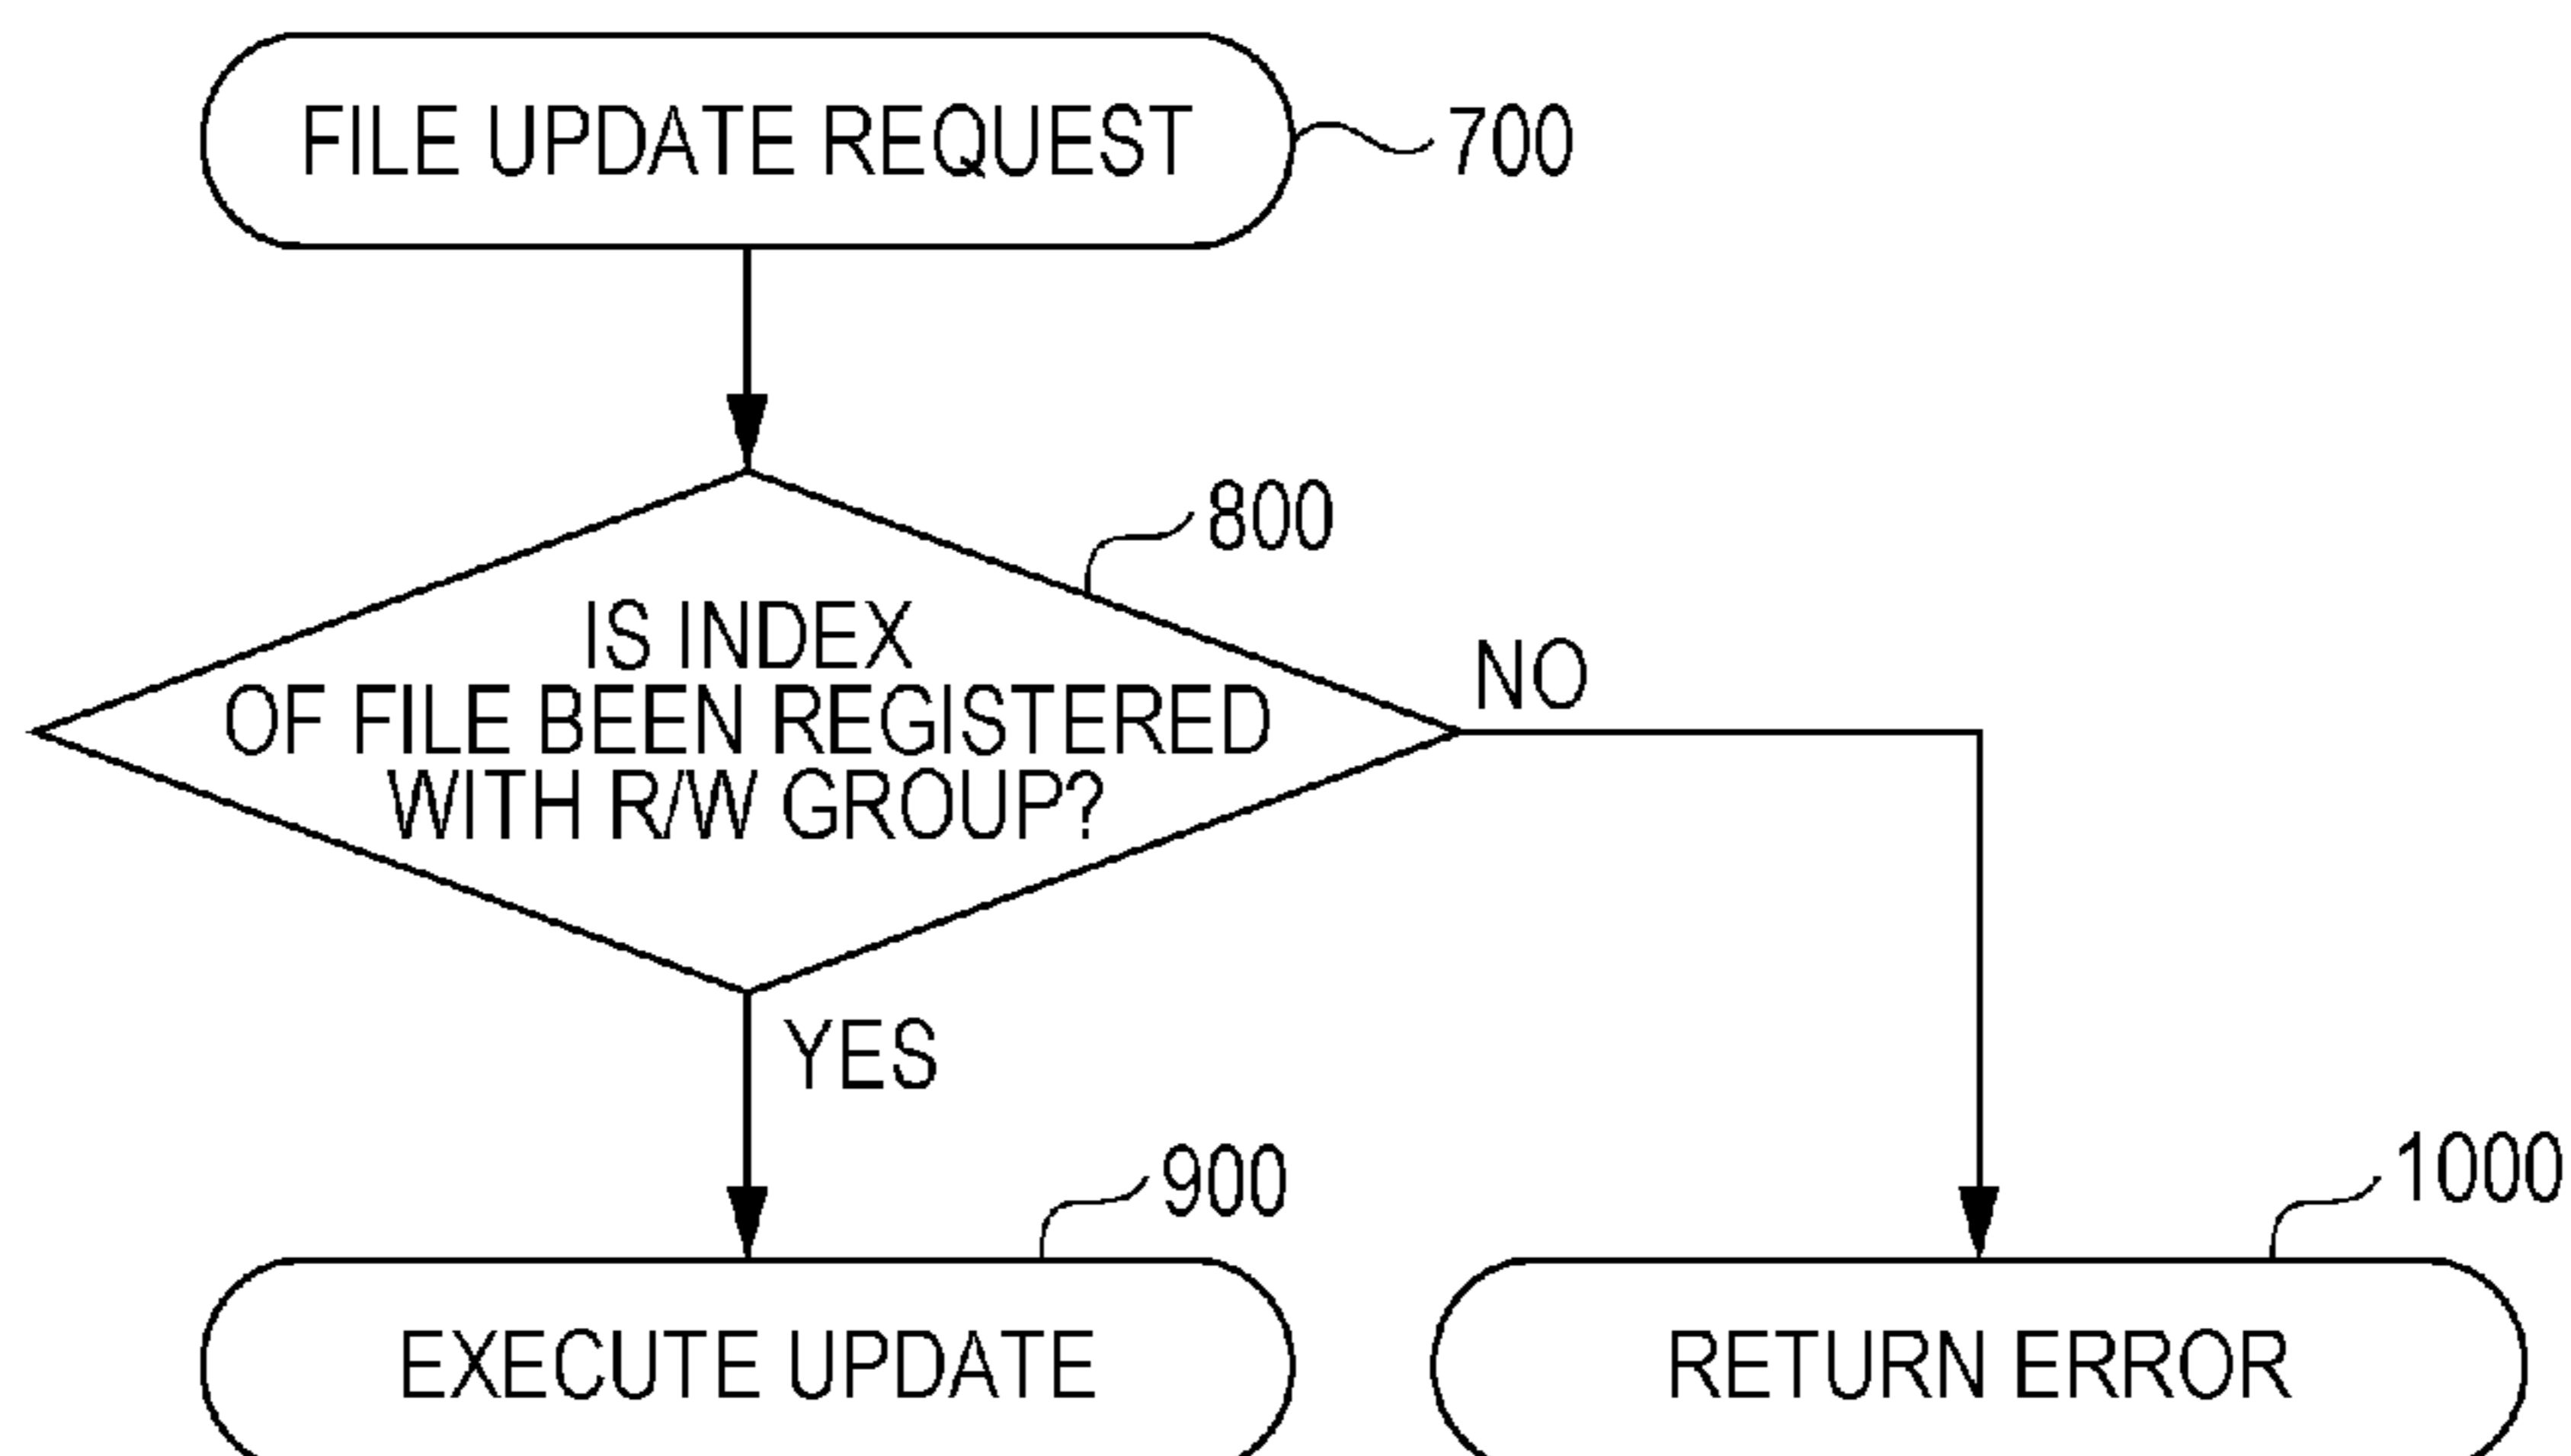 FILE UPDATE REQUEST
700
800
IS INDEX
OF FILE BEEN REGISTERED
WITH R/W GROUP?
NO
YES
900
1000
EXECUTE UPDATE
RETURN ERROR